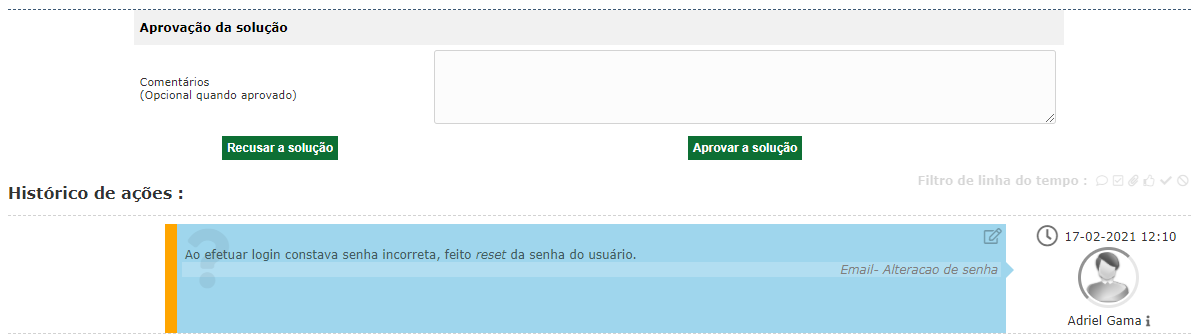 Aprovação da solução
Comentários
(Opcional quando aprovado)
Recusar a solução
Aprovar a solução
Filtro de linha do tempo :
Histórico de ações :
Ao efetuar login constava senha incorreta, feito reset da senha do usuário.
Email- Alteracao de senha
17-02-2021 12:10
Adriel Gama